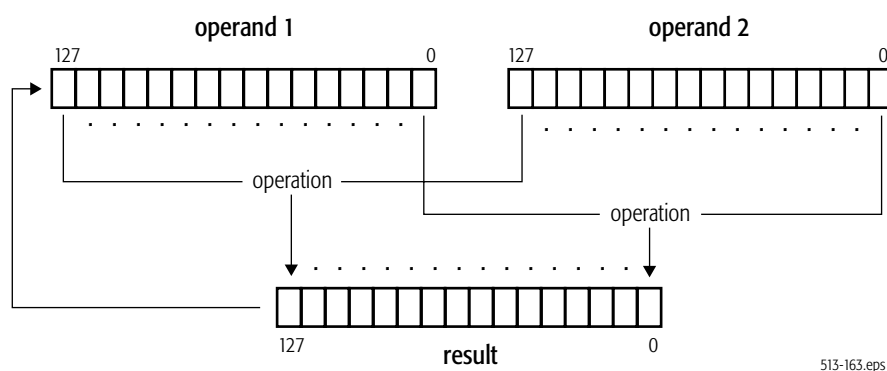 operand 1 operand 2
127 0 127 0
. . . . . . . . . . . . . . . . . . . . . . . . . . . .
operation
operation
. . . . . . . . . . . . . .
127 0
result
513-163.eps